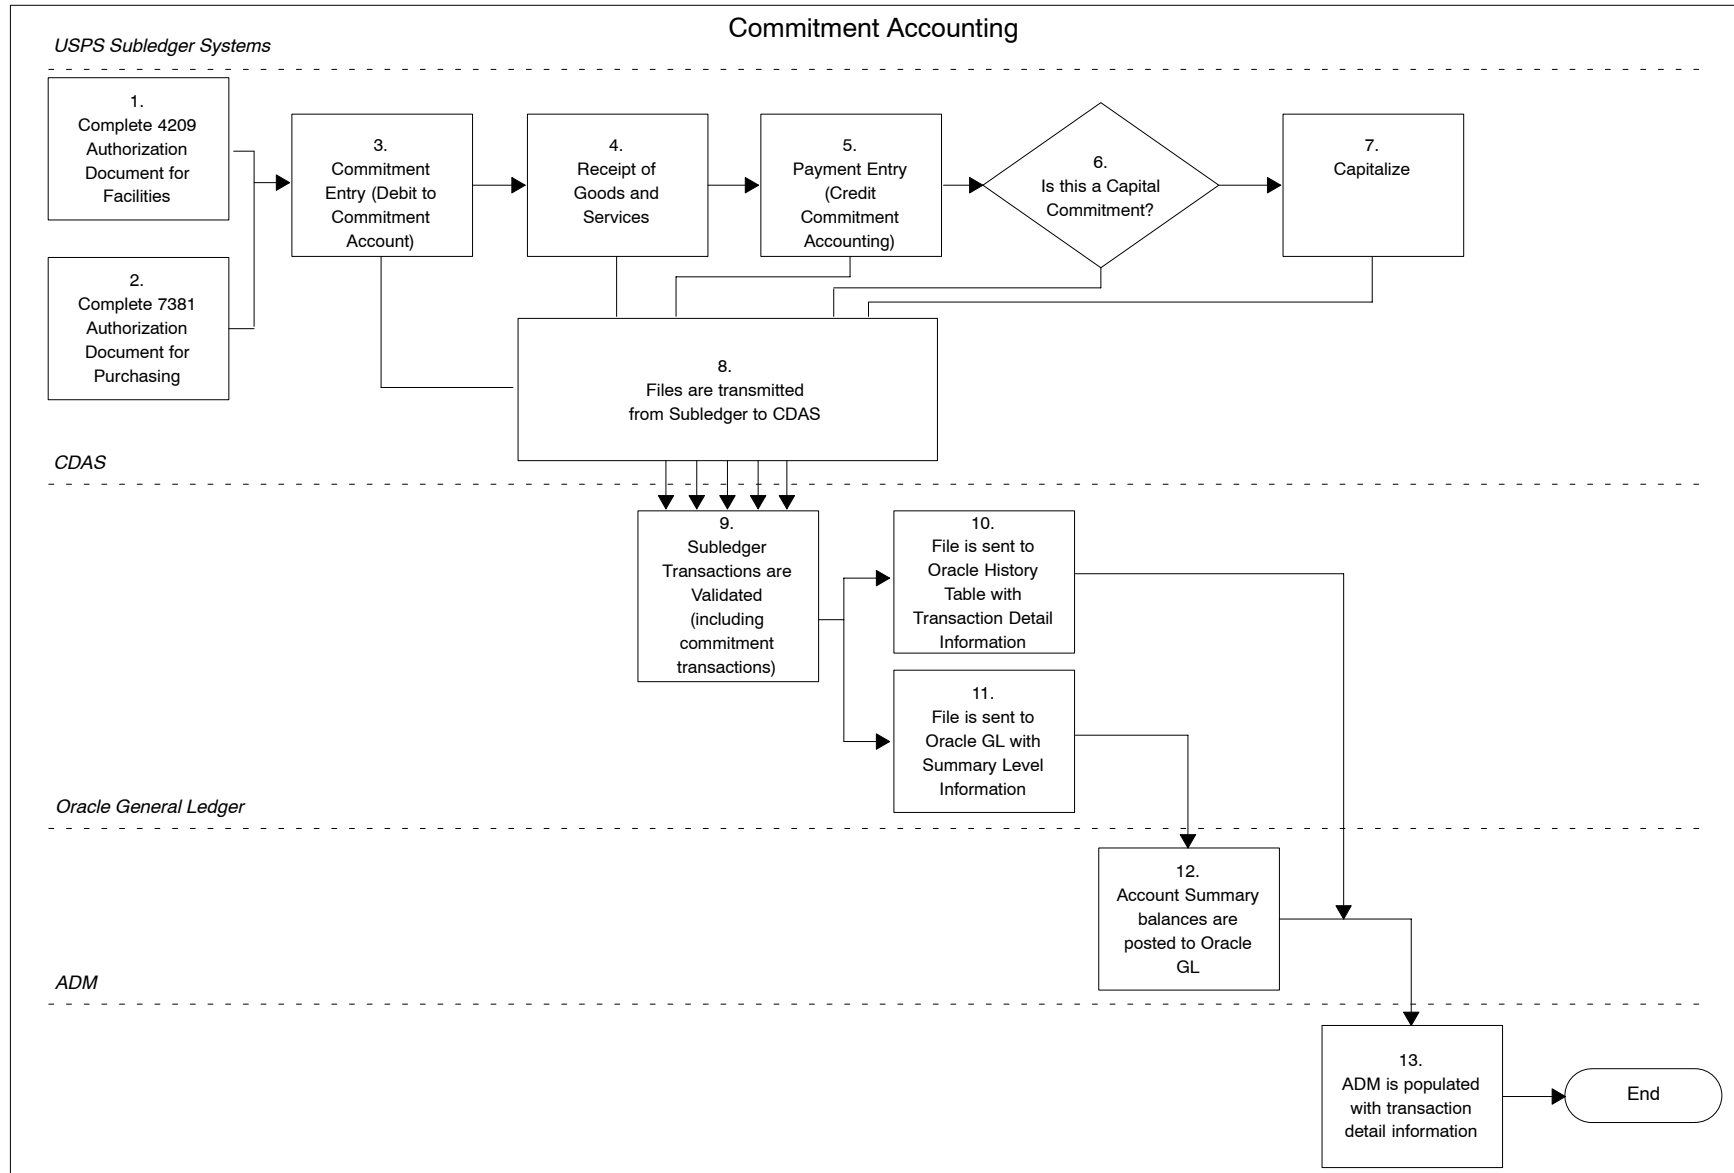 Commitment Accounting
USPS Subledger Systems
1.
Complete 4209
Authorization
Document for
Facilities
2.
Complete 7381
Authorization
Document for
Purchasing
3.
Commitment
Entry (Debit to
Commitment
Account)
4.
Receipt of
Goods and
Services
5.
Payment Entry
(Credit
Commitment
Accounting)
6.
Is this a Capital
Commitment?
7.
Capitalize
8.
Files are transmitted
from Subledger to CDAS
CDAS
9.
Subledger
Transactions are
Validated
(including
commitment
transactions)
10.
File is sent to
Oracle History
Table with
Transaction Detail
Information
11.
File is sent to
Oracle GL with
Summary Level
Information
Oracle General Ledger
12.
Account Summary
balances are
posted to Oracle
GL
ADM
13.
ADM is populated
with transaction
detail information
End